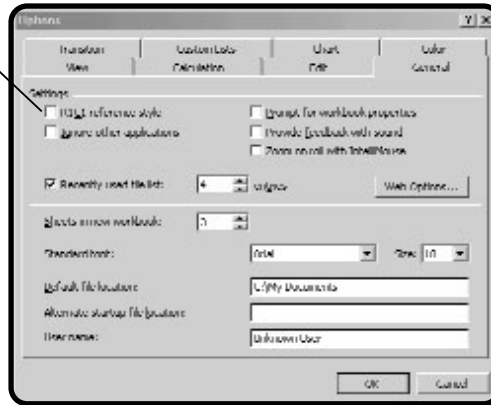 Options
Transition Custom Lists Chart Color
View Calculation Edit General
Settings
R1C1 reference style Prompt for workbook properties
Ignore other applications Provide feedback with sound
Zoom on roll with IntelliMouse
Recently used file list: 4 entries Web Options...
Sheets in new workbook: 3
Standard font: Arial Size: 10
Default file location: C:\My Documents
Alternate startup file location:
User name: Unknown User
OK Cancel